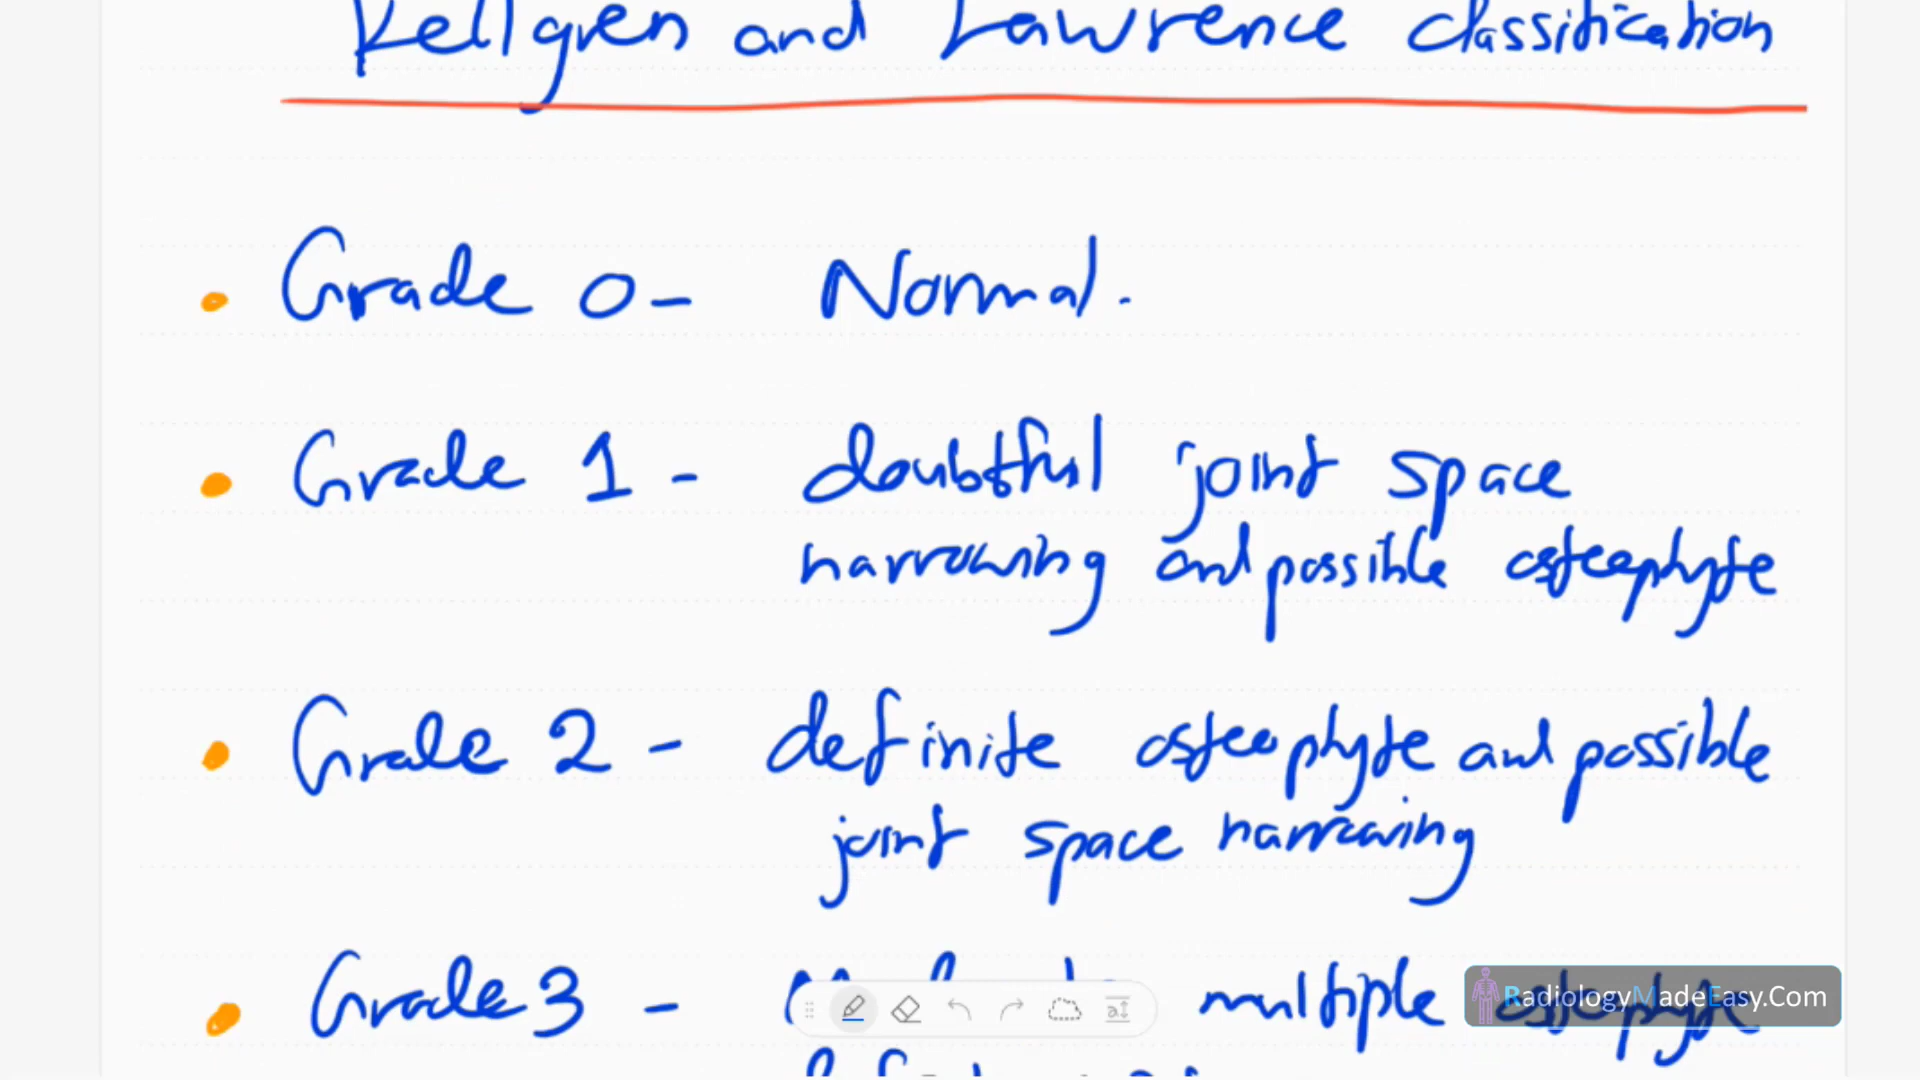 Kellgren and Lawrence classification
Grade 0 - Normal.
Grade 1 - doubtful joint space
narrowing and possible osteophyte
Grade 2 - definite osteophyte and possible
joint space narrowing
Grade 3 - multiple osteophyte
RadiologyMadeEasy.Com